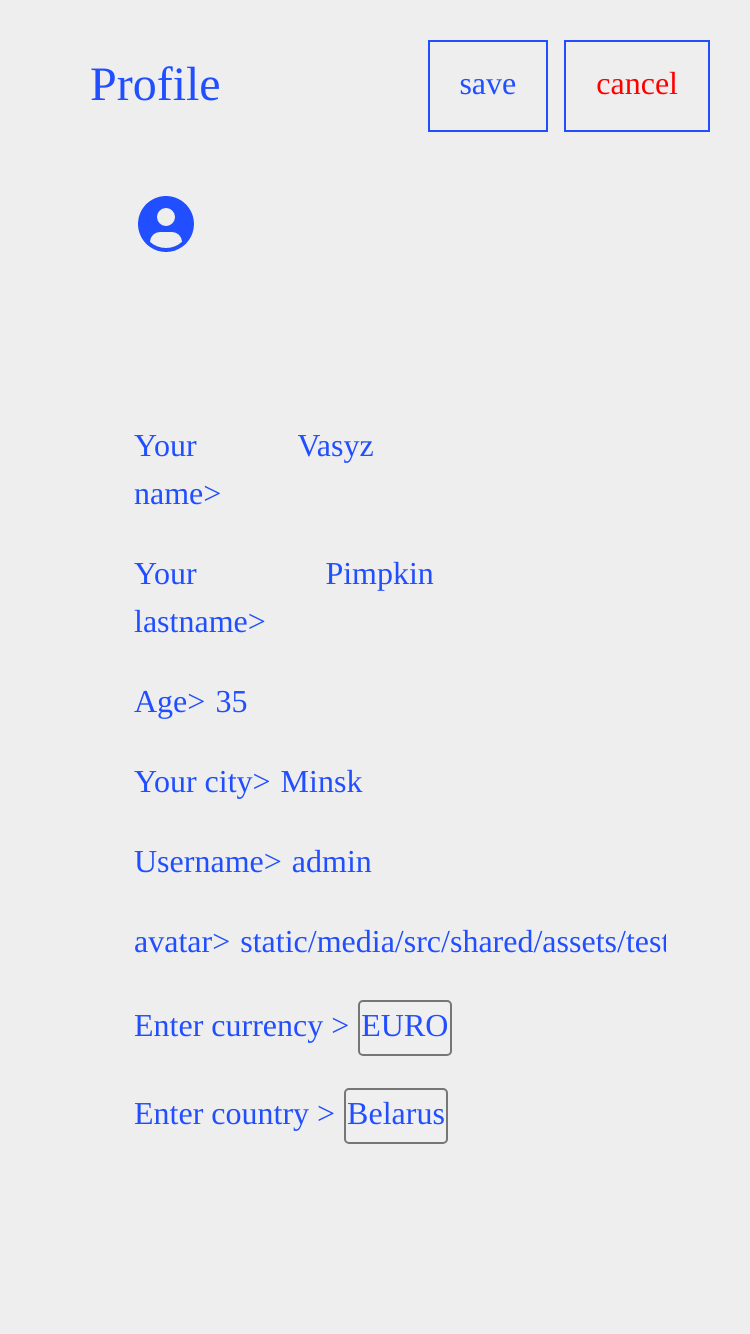 Profile
save
cancel
Your name> Vasyz
Your lastname> Pimpkin
Age> 35
Your city> Minsk
Username> admin
avatar> static/media/src/shared/assets/test
Enter currency > EURO
Enter country > Belarus